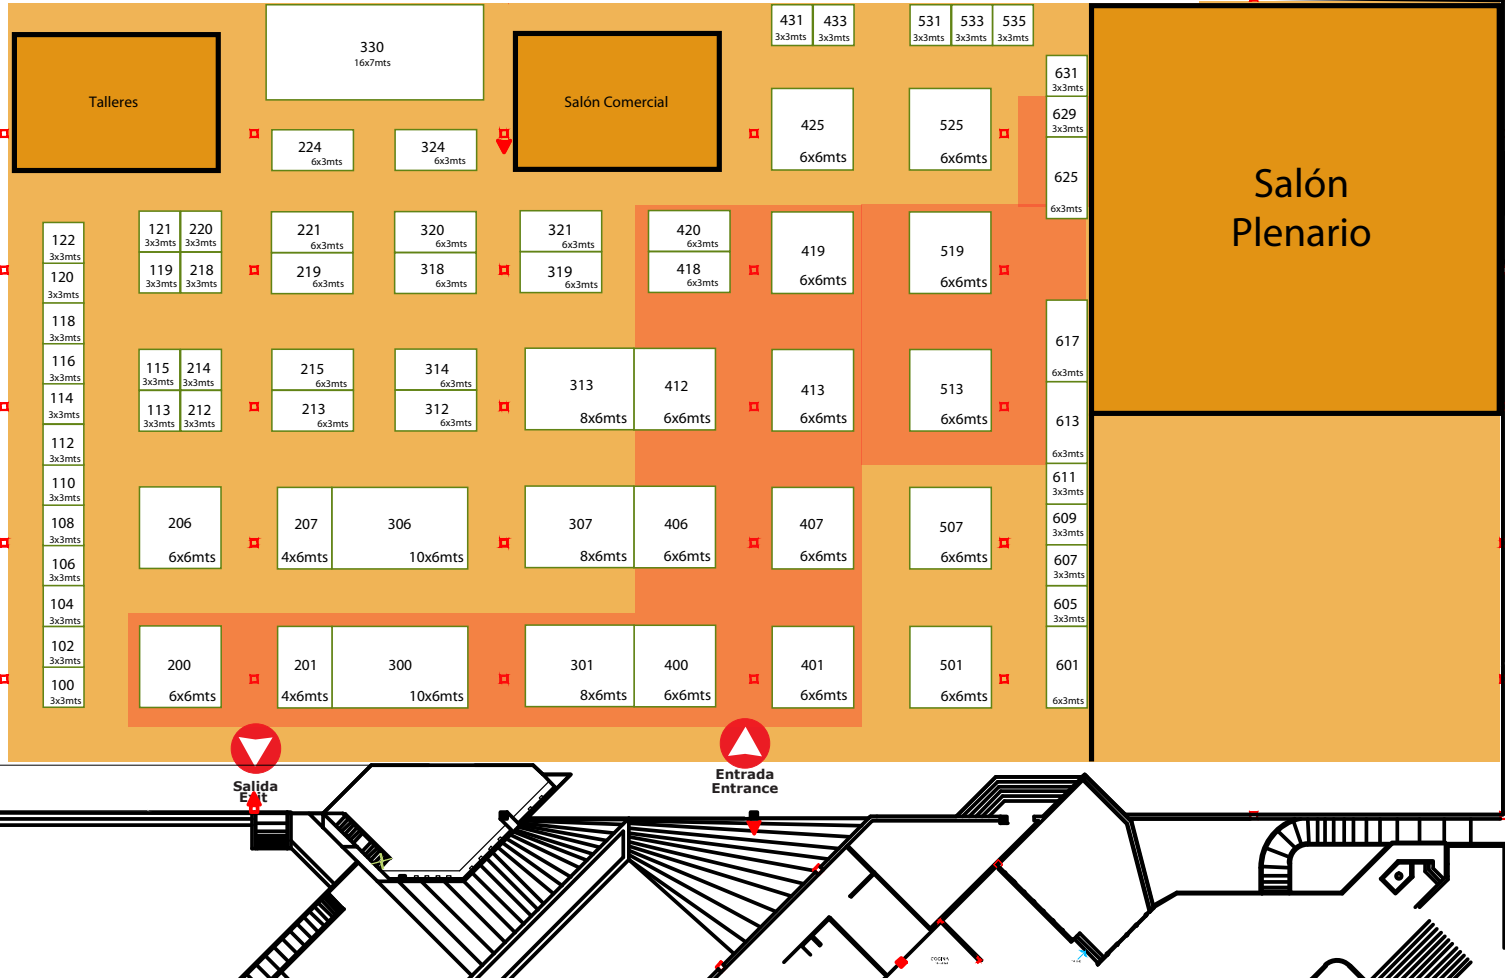 431
3x3mts
433
3x3mts
531
3x3mts
533
3x3mts
535
3x3mts
330
16x7mts
Talleres
Salón Comercial
631
3x3mts
629
3x3mts
425
6x6mts
525
6x6mts
224
6x3mts
324
6x3mts
625
6x3mts
Salón
Plenario
122
3x3mts
120
3x3mts
118
3x3mts
116
3x3mts
114
3x3mts
112
3x3mts
110
3x3mts
108
3x3mts
106
3x3mts
104
3x3mts
102
3x3mts
100
3x3mts
121
3x3mts
220
3x3mts
119
3x3mts
218
3x3mts
221
6x3mts
219
6x3mts
320
6x3mts
318
6x3mts
321
6x3mts
319
6x3mts
420
6x3mts
418
6x3mts
419
6x6mts
519
6x6mts
115
3x3mts
214
3x3mts
113
3x3mts
212
3x3mts
215
6x3mts
213
6x3mts
314
6x3mts
312
6x3mts
313
8x6mts
412
6x6mts
413
6x6mts
513
6x6mts
617
6x3mts
613
6x3mts
611
3x3mts
609
3x3mts
607
3x3mts
605
3x3mts
601
6x3mts
206
6x6mts
207
4x6mts
306
10x6mts
307
8x6mts
406
6x6mts
407
6x6mts
507
6x6mts
200
6x6mts
201
4x6mts
300
10x6mts
301
8x6mts
400
6x6mts
401
6x6mts
501
6x6mts
Salida
Exit
Entrada
Entrance